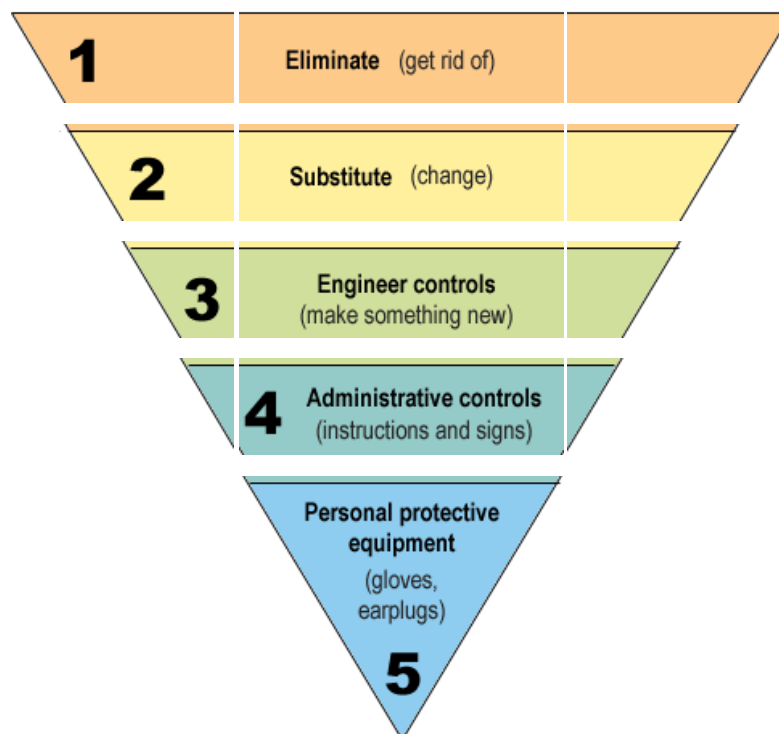 1 Eliminate (get rid of)
2 Substitute (change)
3 Engineer controls
(make something new)
4 Administrative controls
(instructions and signs)
Personal protective
equipment
(gloves,
earplugs)
5